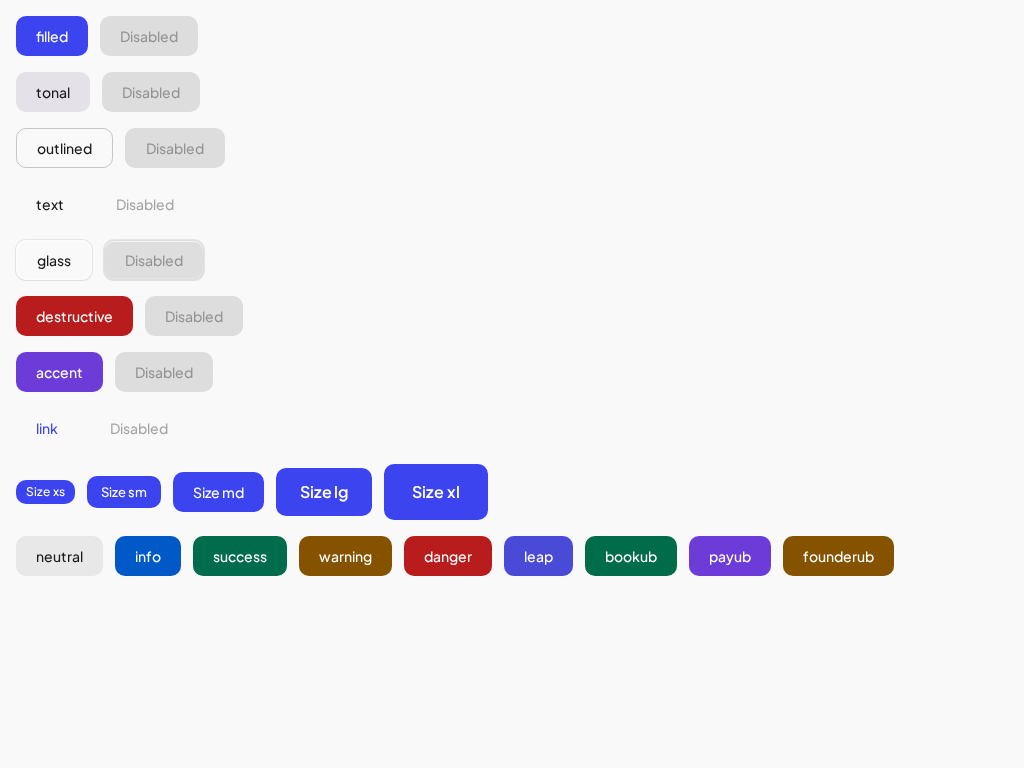 filled Disabled
tonal Disabled
outlined Disabled
text Disabled
glass Disabled
destructive Disabled
accent Disabled
link Disabled
Size xs Size sm Size md Size lg Size xl
neutral info success warning danger leap bookub payub founderub